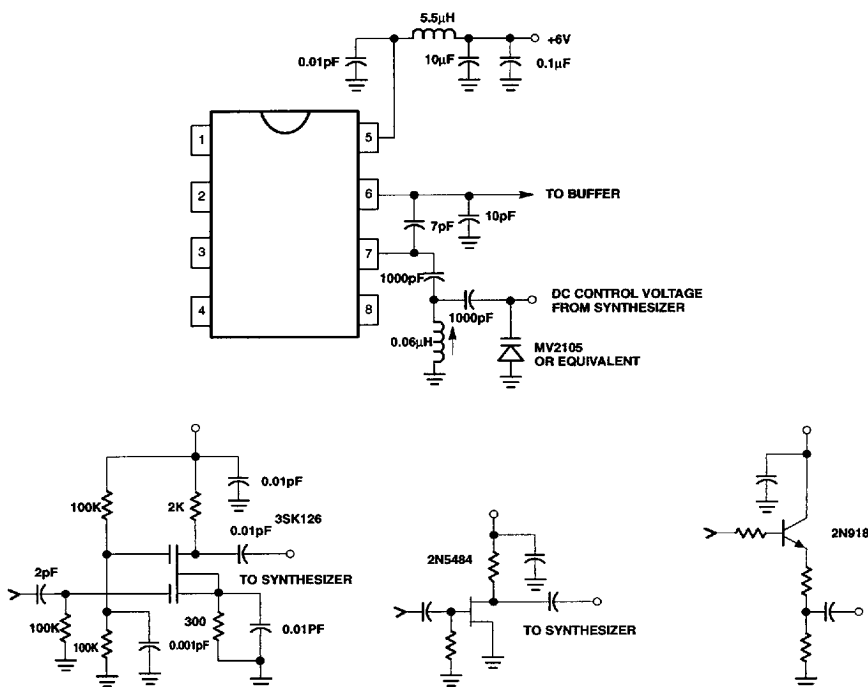 5.5μH
+6V
0.01pF
10μF
0.1μF
1
5
2
6
TO BUFFER
7pF
10pF
3
7
1000pF
4
8
DC CONTROL VOLTAGE
FROM SYNTHESIZER
1000pF
0.06μH
MV2105
OR EQUIVALENT
0.01pF
100K
2K
3SK126
0.01pF
TO SYNTHESIZER
2pF
100K
100K
0.001pF
300
0.01PF
2N5484
TO SYNTHESIZER
2N918